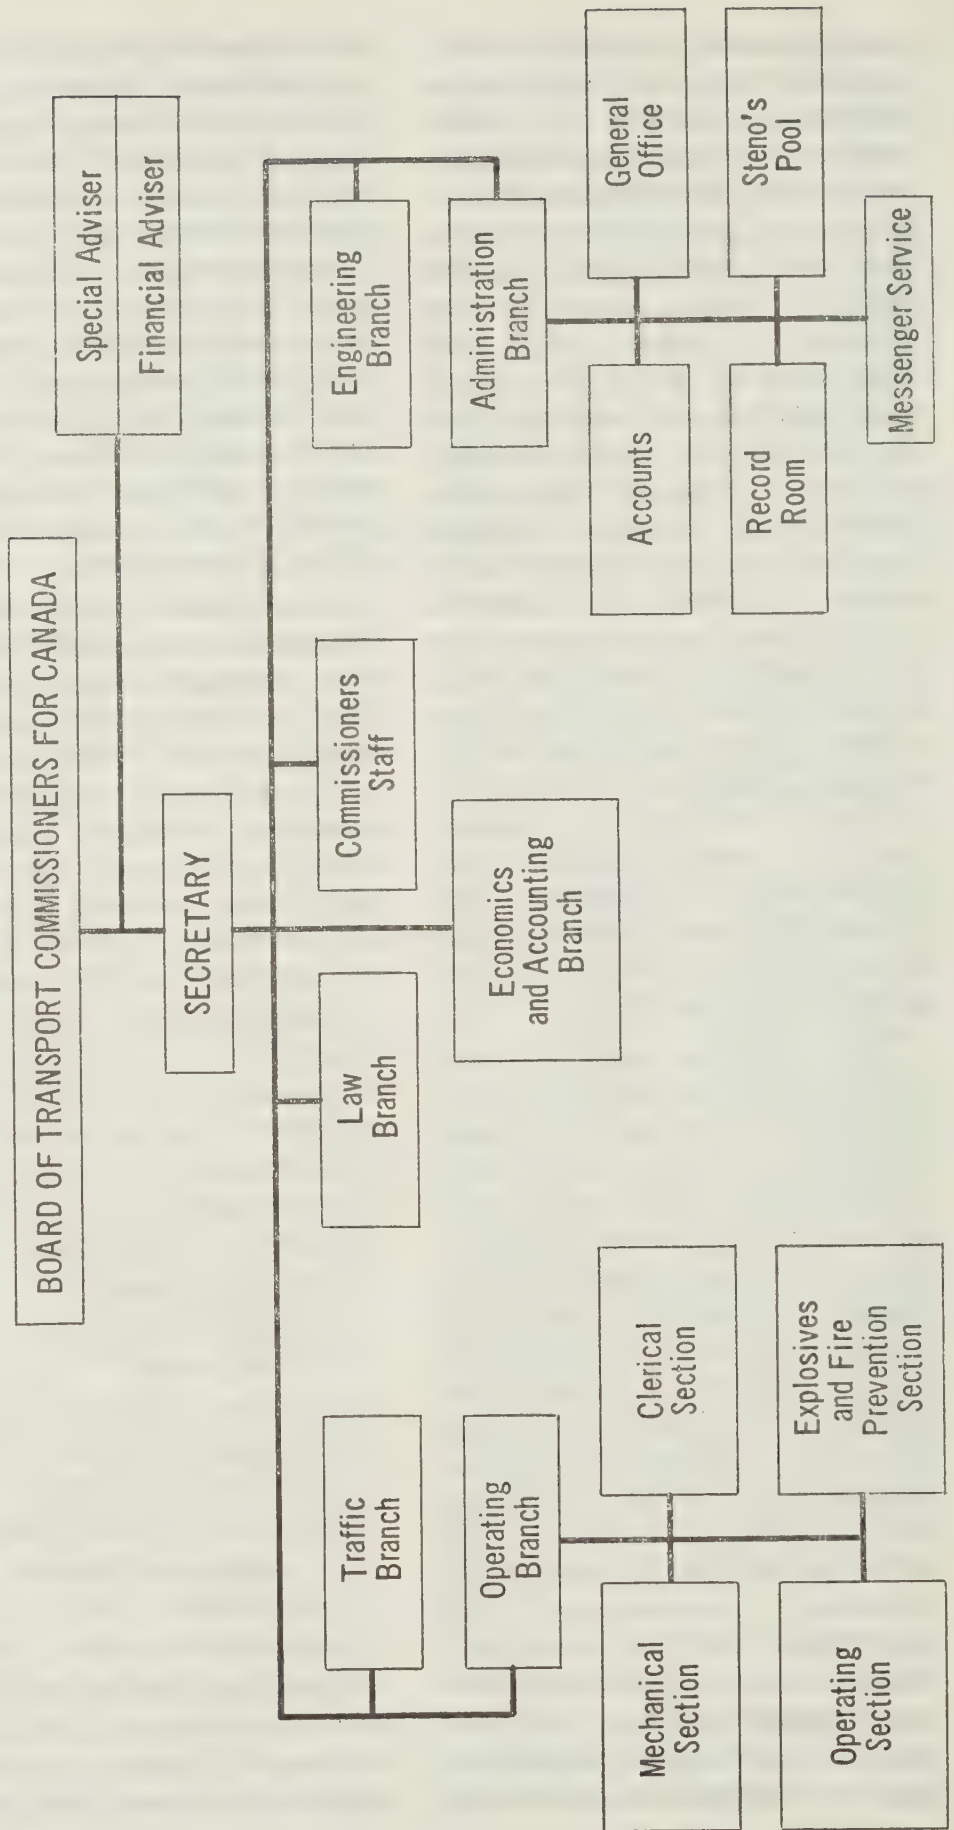 BOARD OF TRANSPORT COMMISSIONERS FOR CANADA
Special Adviser
Financial Adviser
SECRETARY
Traffic
Branch
Operating
Branch
Mechanical
Section
Clerical
Section
Operating
Section
Explosives
and Fire
Prevention
Section
Law
Branch
Commissioners
Staff
Economics
and Accounting
Branch
Engineering
Branch
Administration
Branch
Accounts
General
Office
Record
Room
Steno's
Pool
Messenger Service